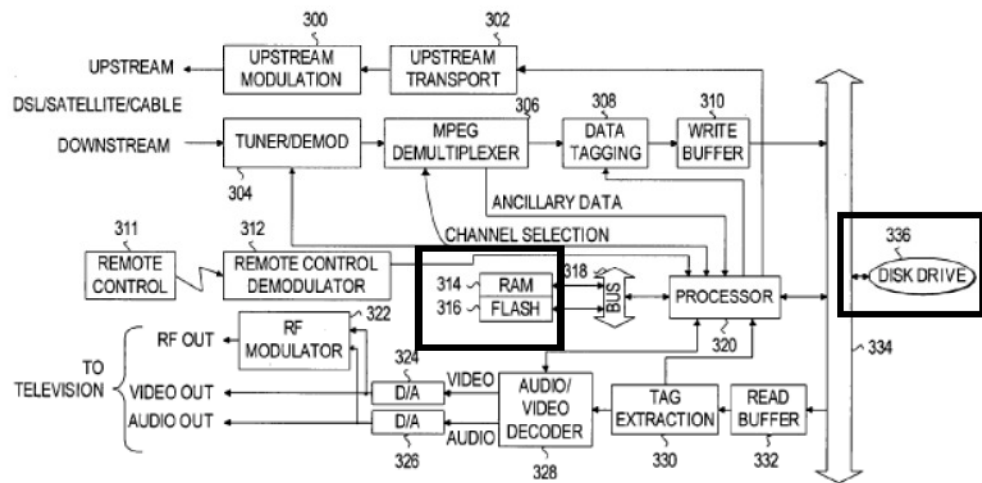 300
302
UPSTREAM
UPSTREAM
MODULATION
UPSTREAM
TRANSPORT
DSL/SATELLITE/CABLE
306
308
310
DOWNSTREAM
TUNER/DEMOD
MPEG
DEMULTIPLEXER
DATA
TAGGING
WRITE
BUFFER
304
ANCILLARY DATA
311
312
CHANNEL SELECTION
336
REMOTE
CONTROL
REMOTE CONTROL
DEMODULATOR
314
RAM
318
316
FLASH
BUS
PROCESSOR
DISK DRIVE
322
320
RF OUT
RF
MODULATOR
324
334
TO
TELEVISION
VIDEO OUT
D/A
VIDEO
AUDIO/
VIDEO
DECODER
TAG
EXTRACTION
READ
BUFFER
AUDIO OUT
D/A
AUDIO
326
328
330
332